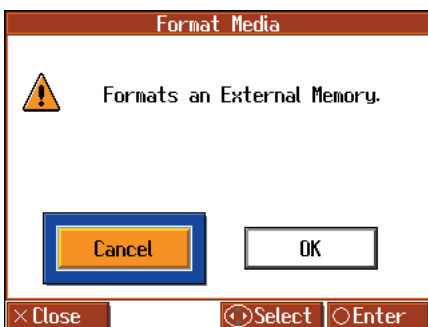 Format Media
Formats an External Memory.
Cancel OK
×Close Select ○Enter